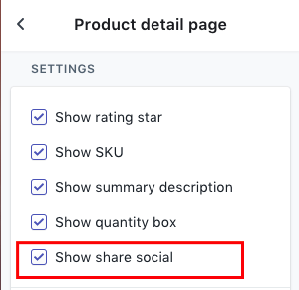 Product detail page
SETTINGS
Show rating star
Show SKU
Show summary description
Show quantity box
Show share social